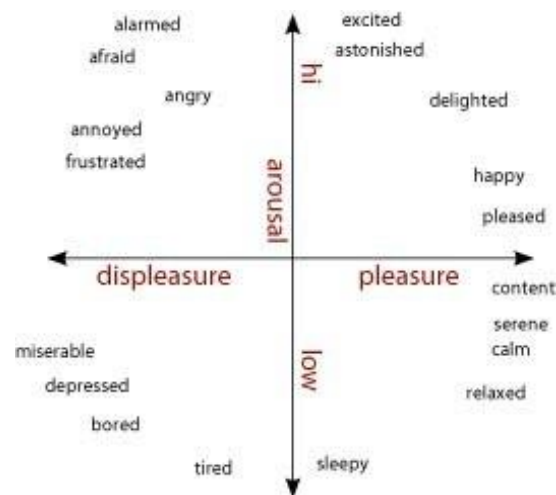 alarmed
excited
astonished
afraid
hi
angry
delighted
annoyed
frustrated
arousal
happy
pleased
displeasure
pleasure
content
serene
miserable
calm
low
depressed
relaxed
bored
tired
sleepy